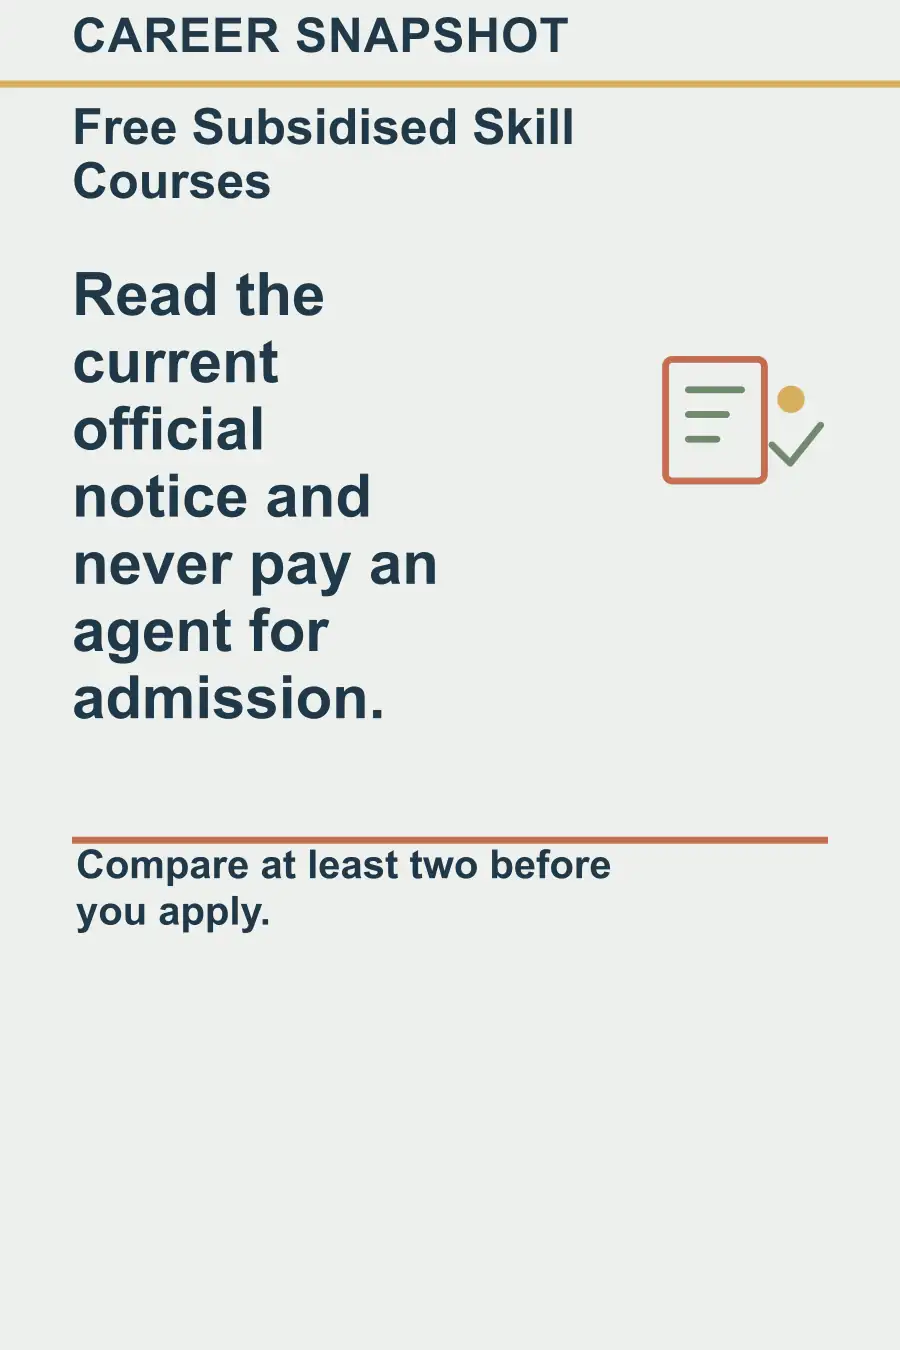 CAREER SNAPSHOT
Free Subsidised Skill
Courses
Read the
current
official
notice and
never pay an
agent for
admission.
Compare at least two before
you apply.